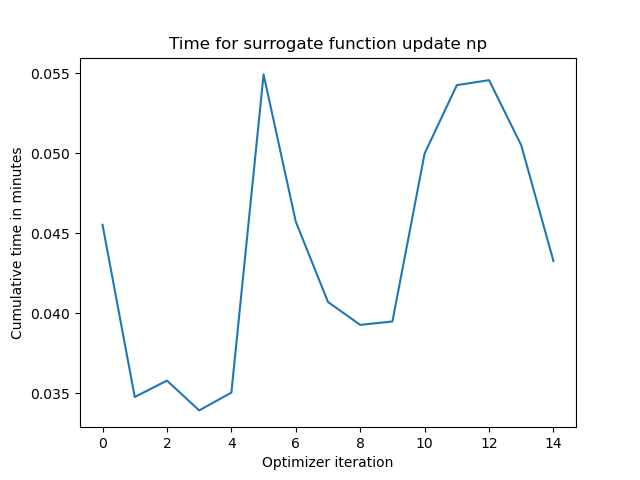 Time for surrogate function update np
0.055
0.050
0.045
0.040
0.035
Cumulative time in minutes
0 2 4 6 8 10 12 14
Optimizer iteration